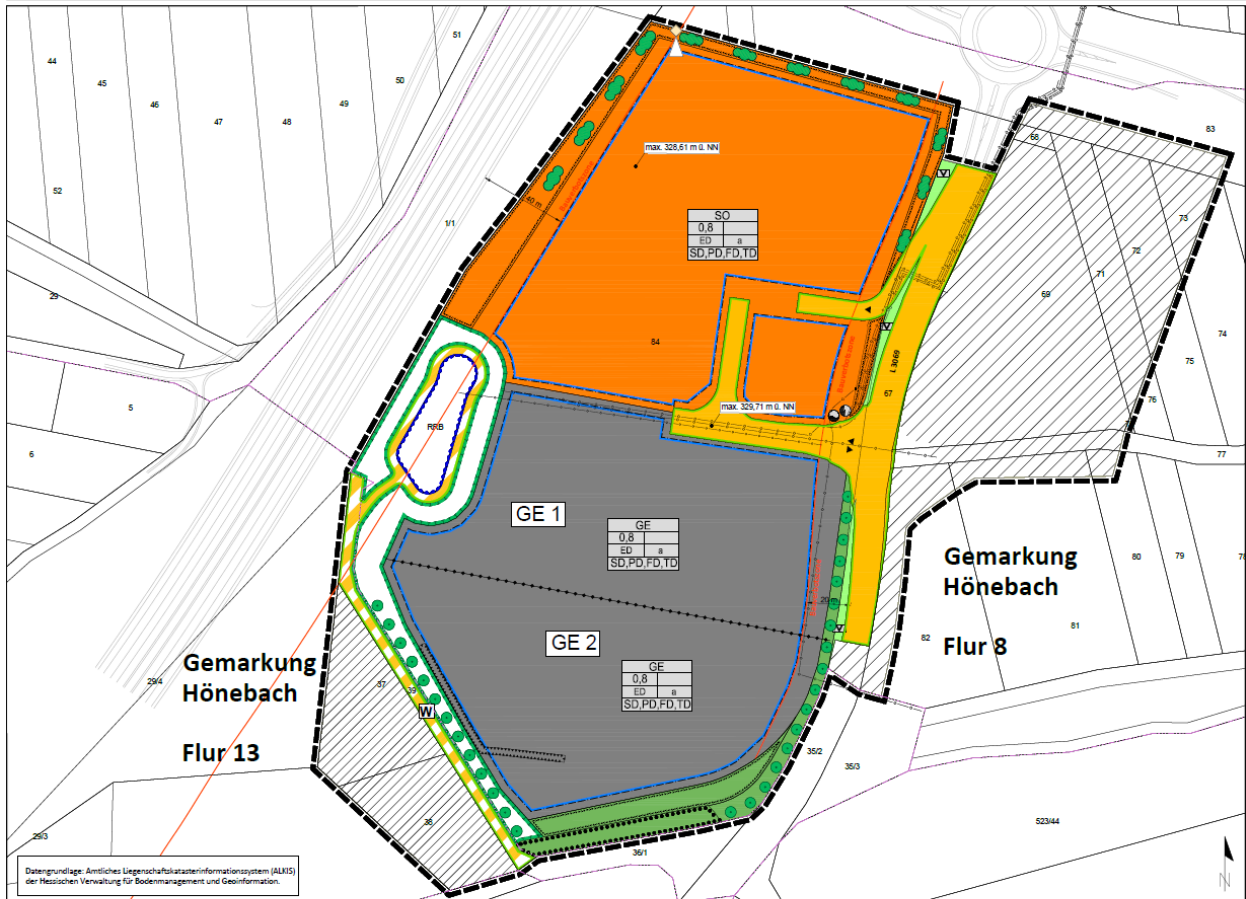 51
44
45
50
46
49
47
48
83
68
max. 328,61 m ü. NN
52
73
40 m
Bauverbotszone
SO
0,8
ED a
SD,PD,FD,TD
1/1
72
71
29
69
74
84
L3069
75
Bauverbotszone
67
5
76
max. 329,71 m ü. NN
RRB
6
77
GE 1
GE
0,8
ED a
SD,PD,FD,TD
80
79
78
Gemarkung
Hönebach
Flur 8
20 m
81
82
GE 2
GE
0,8
ED a
SD,PD,FD,TD
Gemarkung
Hönebach
Flur 13
29/4
37
39
W
35/2
35/3
38
29/3
523/44
36/1
N
Datengrundlage: Amtliches Liegenschaftskatasterinformationssystem (ALKIS)
der Hessischen Verwaltung für Bodenmanagement und Geoinformation.